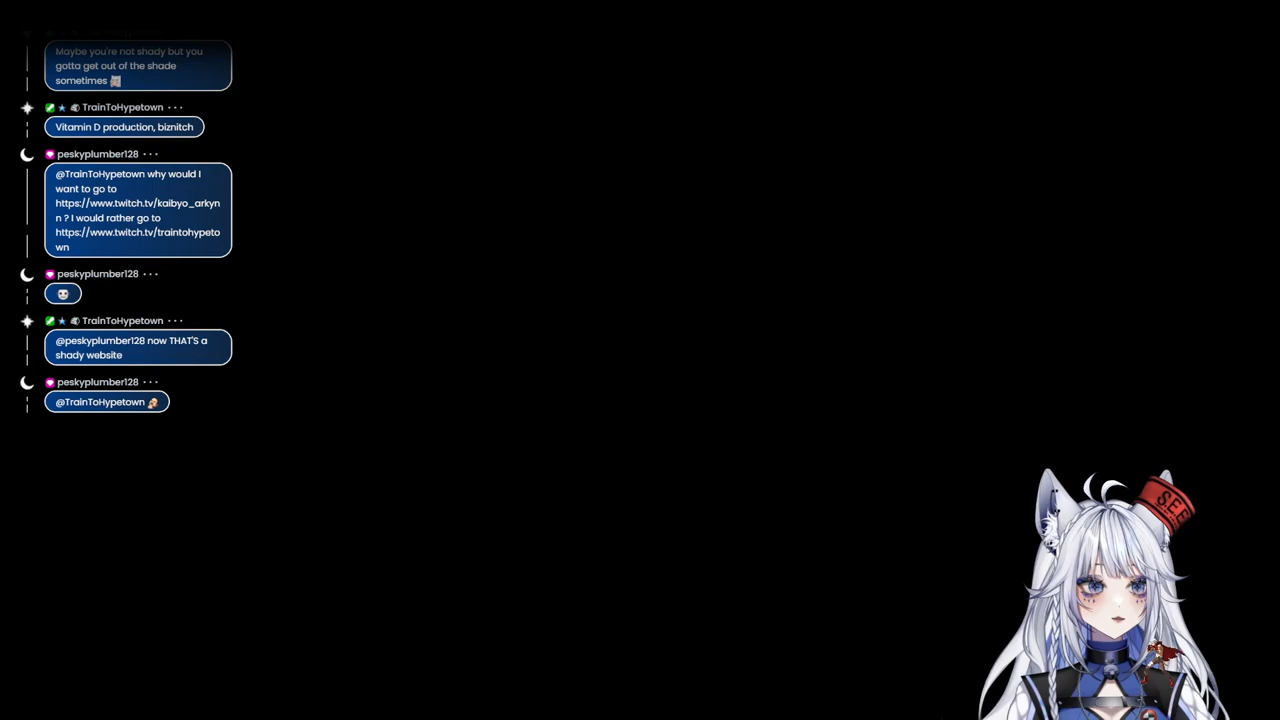 Maybe you're not shady but you
gotta get out of the shade
sometimes
TrainToHypetown
Vitamin D production, biznitch
peskyplumber128
@TrainToHypetown why would I
want to go to
https://www.twitch.tv/kaibyo_arkyn
n ? I would rather go to
https://www.twitch.tv/traintohypeto
wn
peskyplumber128
TrainToHypetown
@peskyplumber128 now THAT'S a
shady website
peskyplumber128
@TrainToHypetown
S.E.E